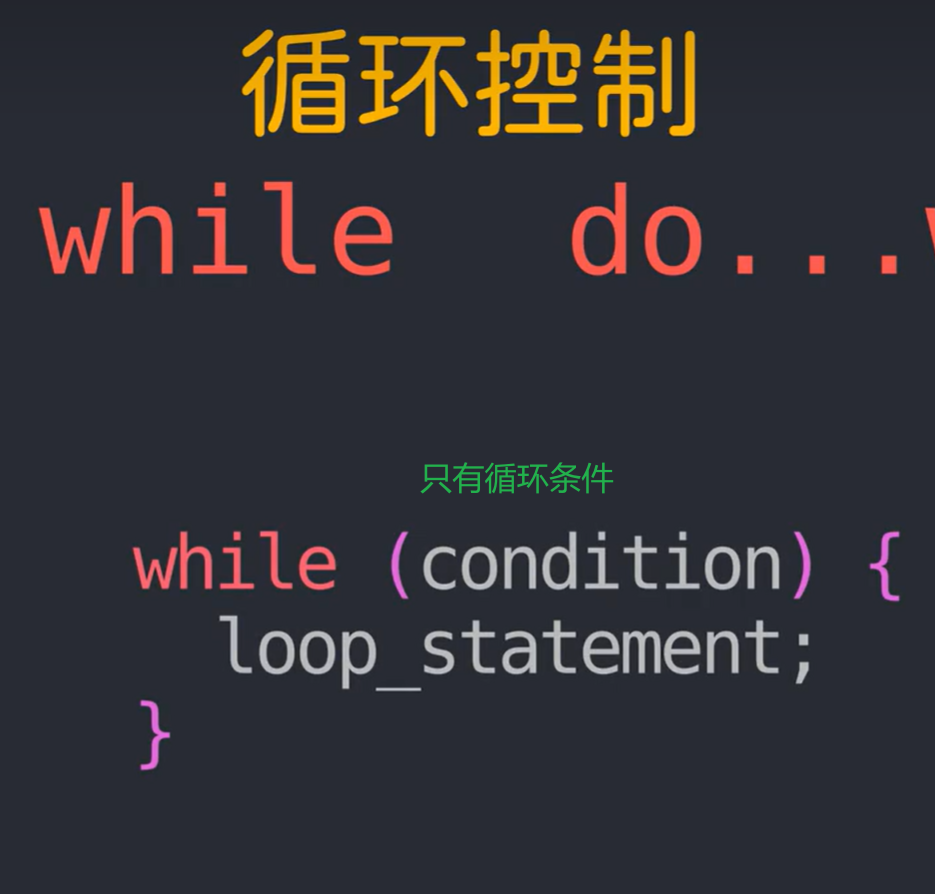 循环控制
while do...
只有循环条件
while (condition) {
loop_statement;
}